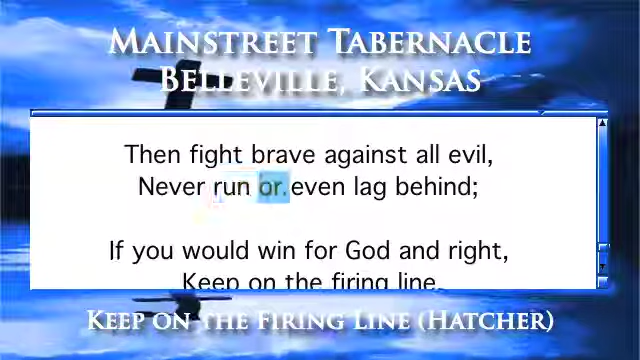 Mainstreet Tabernacle
Belleville, Kansas
Then fight brave against all evil,
Never run or even lag behind;
If you would win for God and right,
Keep on the firing line.
Keep on the Firing Line (Hatcher)